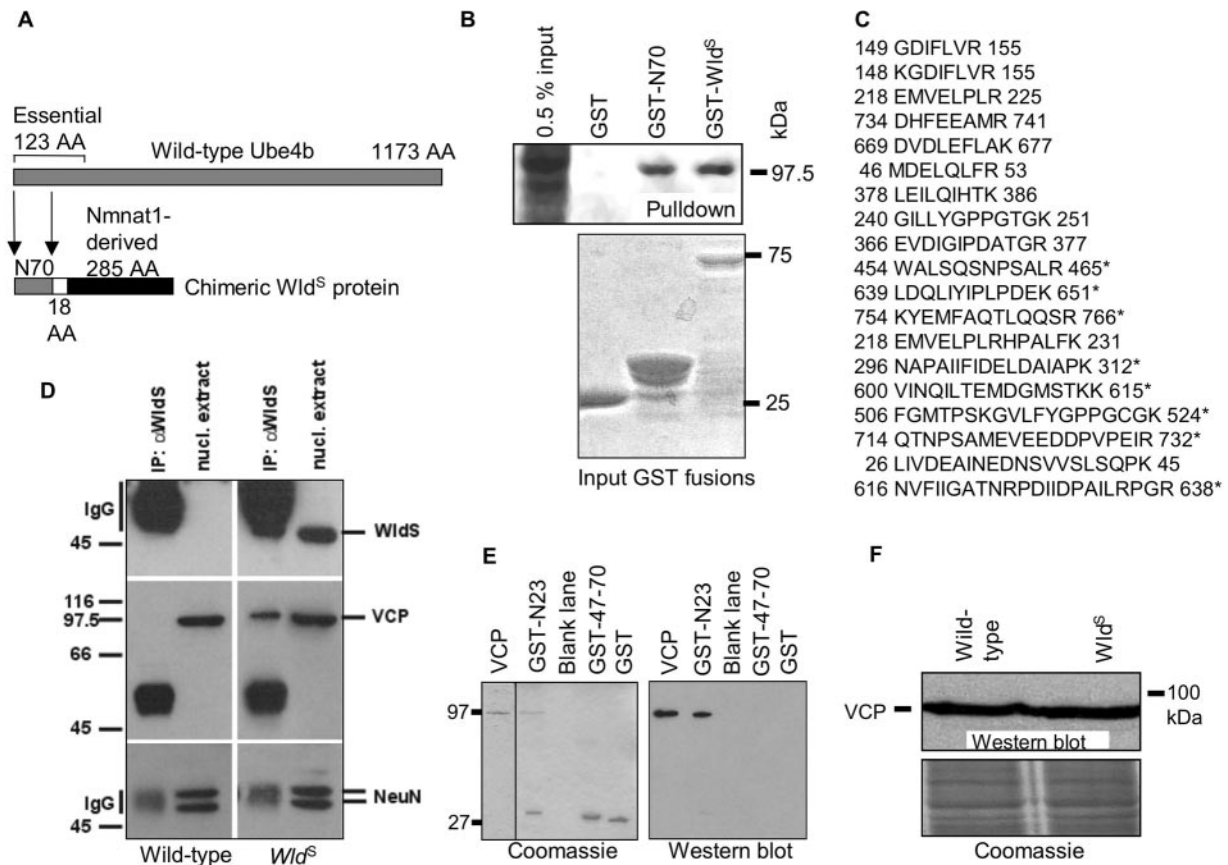 A
Essential
123 AA
Wild-type Ube4b
1173 AA
Nmnat1-
derived
N70
285 AA
Chimeric Wldˢ protein
18
AA
B
0.5 % input
GST
GST-N70
GST-Wldˢ
kDa
97.5
Pulldown
75
25
Input GST fusions
C
149 GDIFLVR 155
148 KGDIFLVR 155
218 EMVELPLR 225
734 DHFEEAMR 741
669 DVDLEFLAK 677
46 MDELQLFR 53
378 LEILQIHTK 386
240 GILLYGPPGTGK 251
366 EVDIGIPDATGR 377
454 WALSQSNPSALR 465*
639 LDQLIYIPLPDEK 651*
754 KYEMFAQTLQQSR 766*
218 EMVELPLRHPALFK 231
296 NAPAIIFIDELDAIAPK 312*
600 VINQILTEMDGMSTKK 615*
506 FGMTPSKGVLFYGPPGCGK 524*
714 QTNPSAMEVEEDDPVPEIR 732*
26 LIVDEAINEDNSVVSLSQPK 45
616 NVFIIGATNRPDIIDPAILRPGR 638*
D
IP: αWldS
nucl. extract
IP: αWldS
nucl. extract
IgG
45
WldS
116
97.5
VCP
66
45
IgG
NeuN
45
Wild-type
Wldˢ
E
VCP
GST-N23
Blank lane
GST-47-70
GST
VCP
GST-N23
Blank lane
GST-47-70
GST
97
27
Coomassie
Western blot
F
Wild-
type
Wldˢ
VCP
100
kDa
Western blot
Coomassie